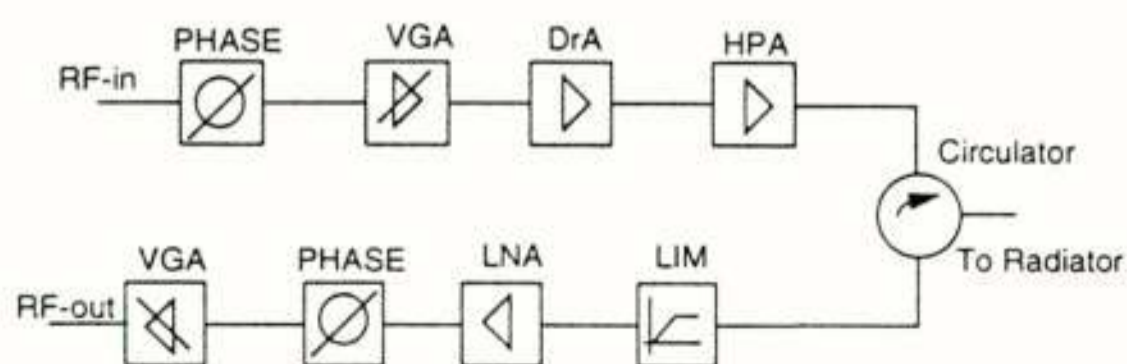 PHASE
VGA
DrA
HPA
RF-in
Circulator
To Radiator
VGA
PHASE
LNA
LIM
RF-out